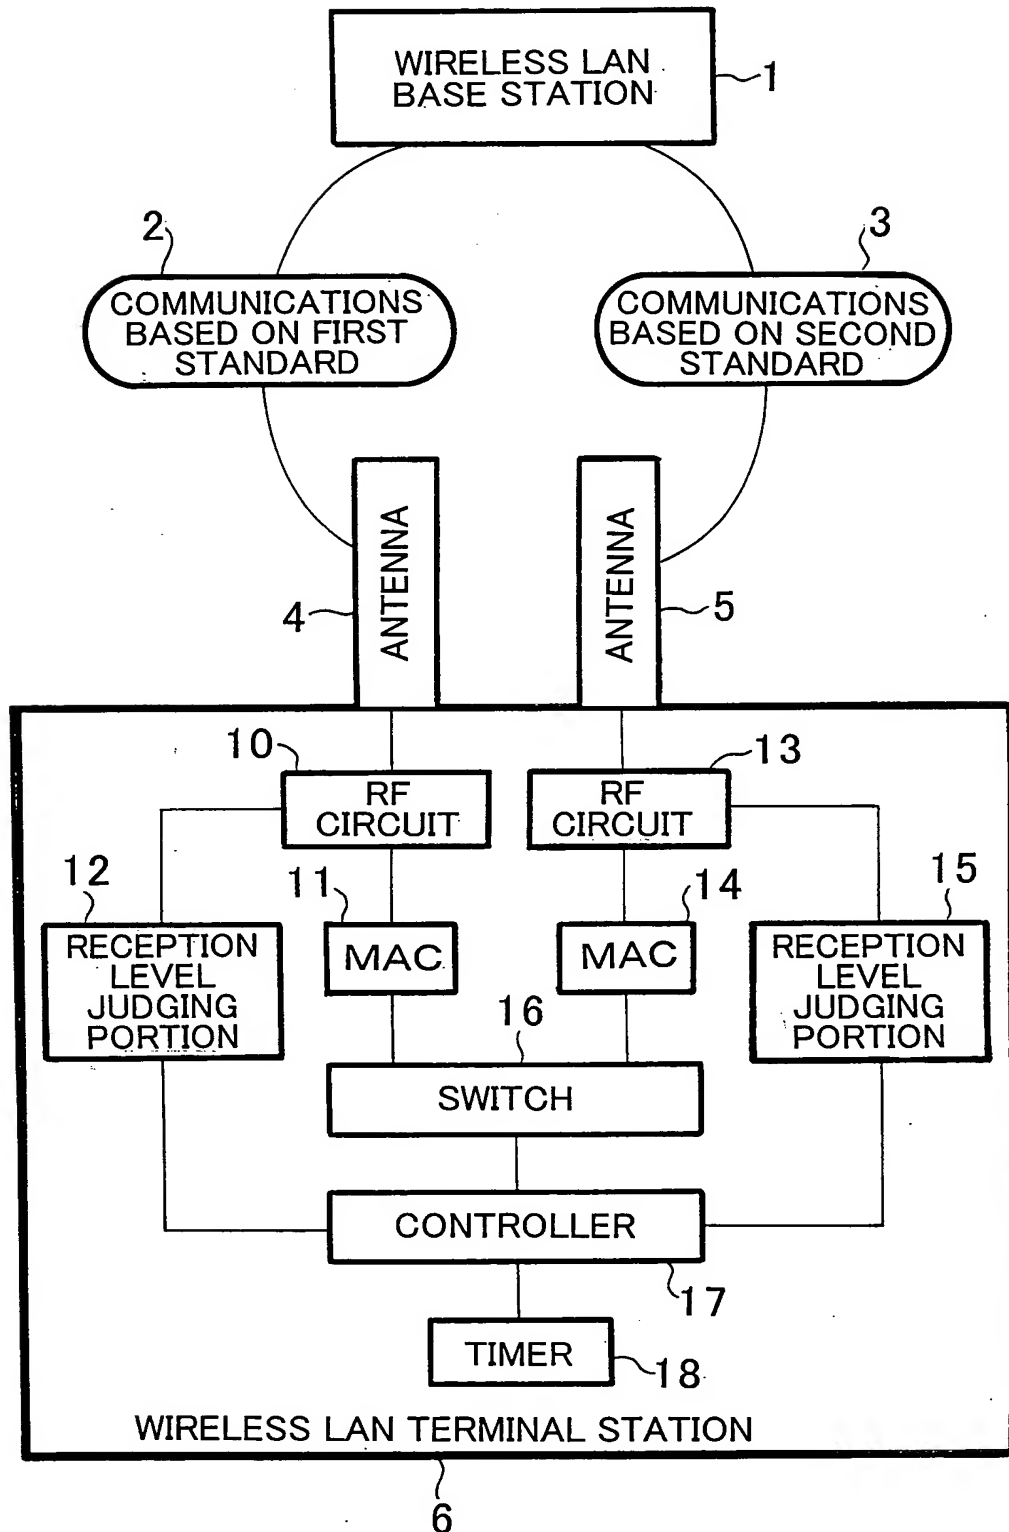 WIRELESS LAN
BASE STATION
1
2
3
COMMUNICATIONS
BASED ON FIRST
STANDARD
COMMUNICATIONS
BASED ON SECOND
STANDARD
ANTENNA
4
ANTENNA
5
10
RF
CIRCUIT
13
RF
CIRCUIT
12
RECEPTION
LEVEL
JUDGING
PORTION
11
MAC
14
MAC
15
RECEPTION
LEVEL
JUDGING
PORTION
16
SWITCH
CONTROLLER
17
TIMER
18
WIRELESS LAN TERMINAL STATION
6